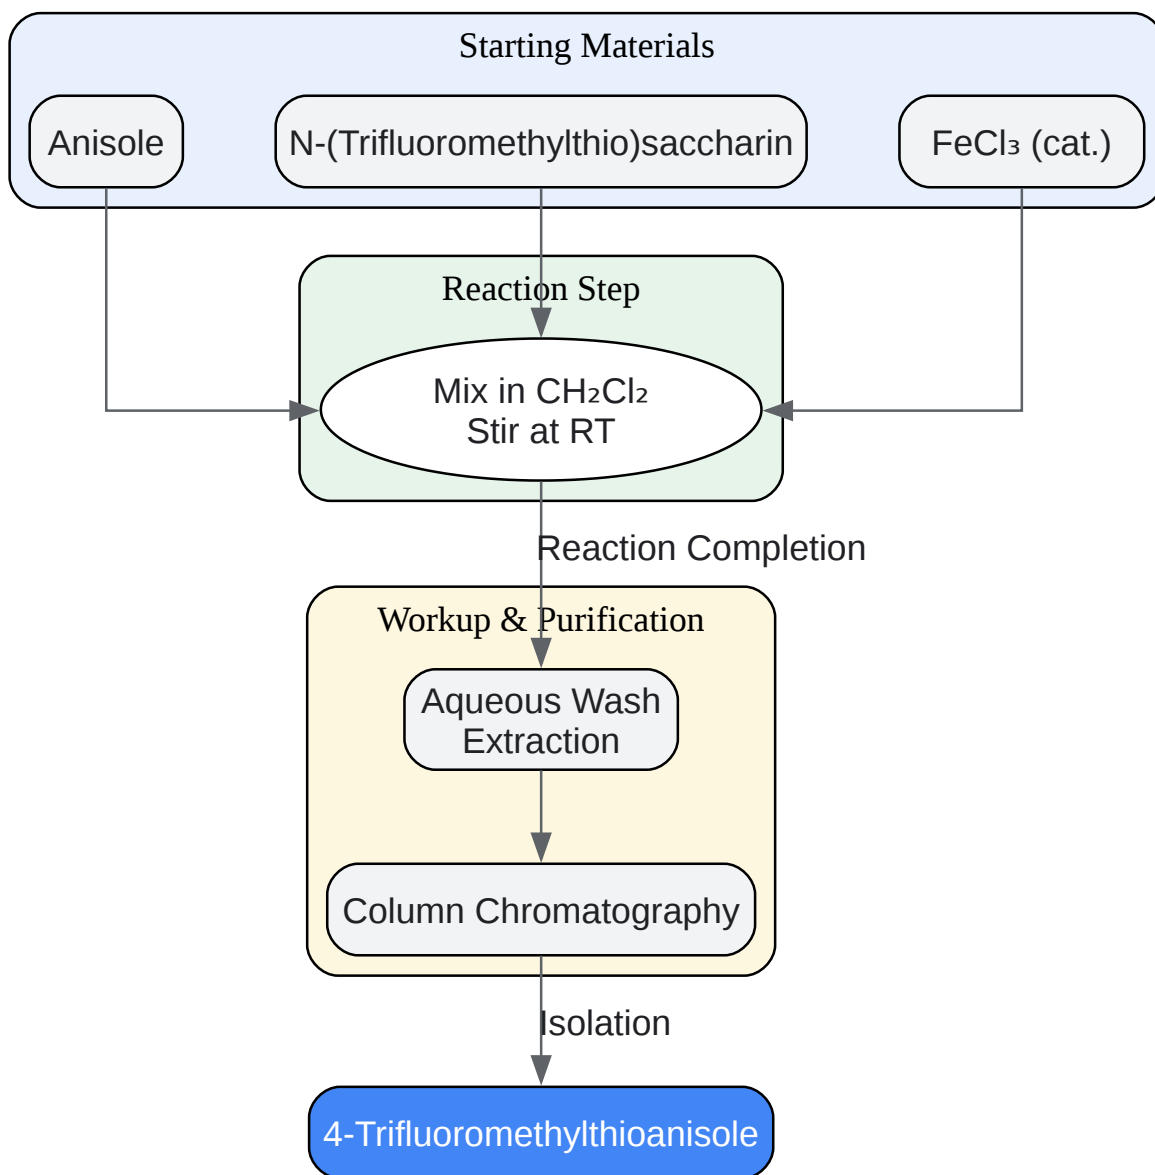 Starting Materials
Anisole
N-(Trifluoromethylthio)saccharin
FeCl₃ (cat.)
Reaction Step
Mix in CH₂Cl₂
Stir at RT
Reaction Completion
Workup & Purification
Aqueous Wash
Extraction
Column Chromatography
Isolation
4-Trifluoromethylthioanisole